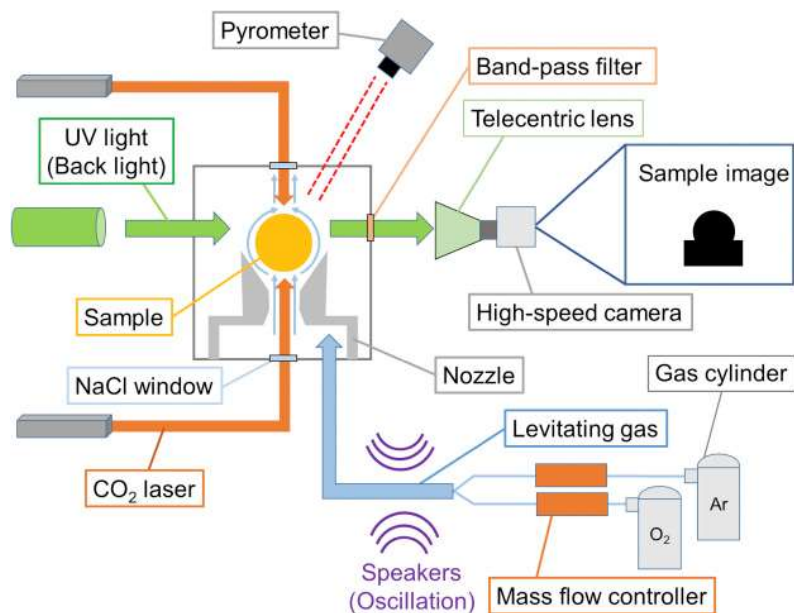 Pyrometer
Band-pass filter
Telecentric lens
UV light
(Back light)
Sample image
Sample
High-speed camera
NaCl window
Nozzle
Gas cylinder
Levitating gas
CO₂ laser
Ar
O₂
Speakers
(Oscillation)
Mass flow controller